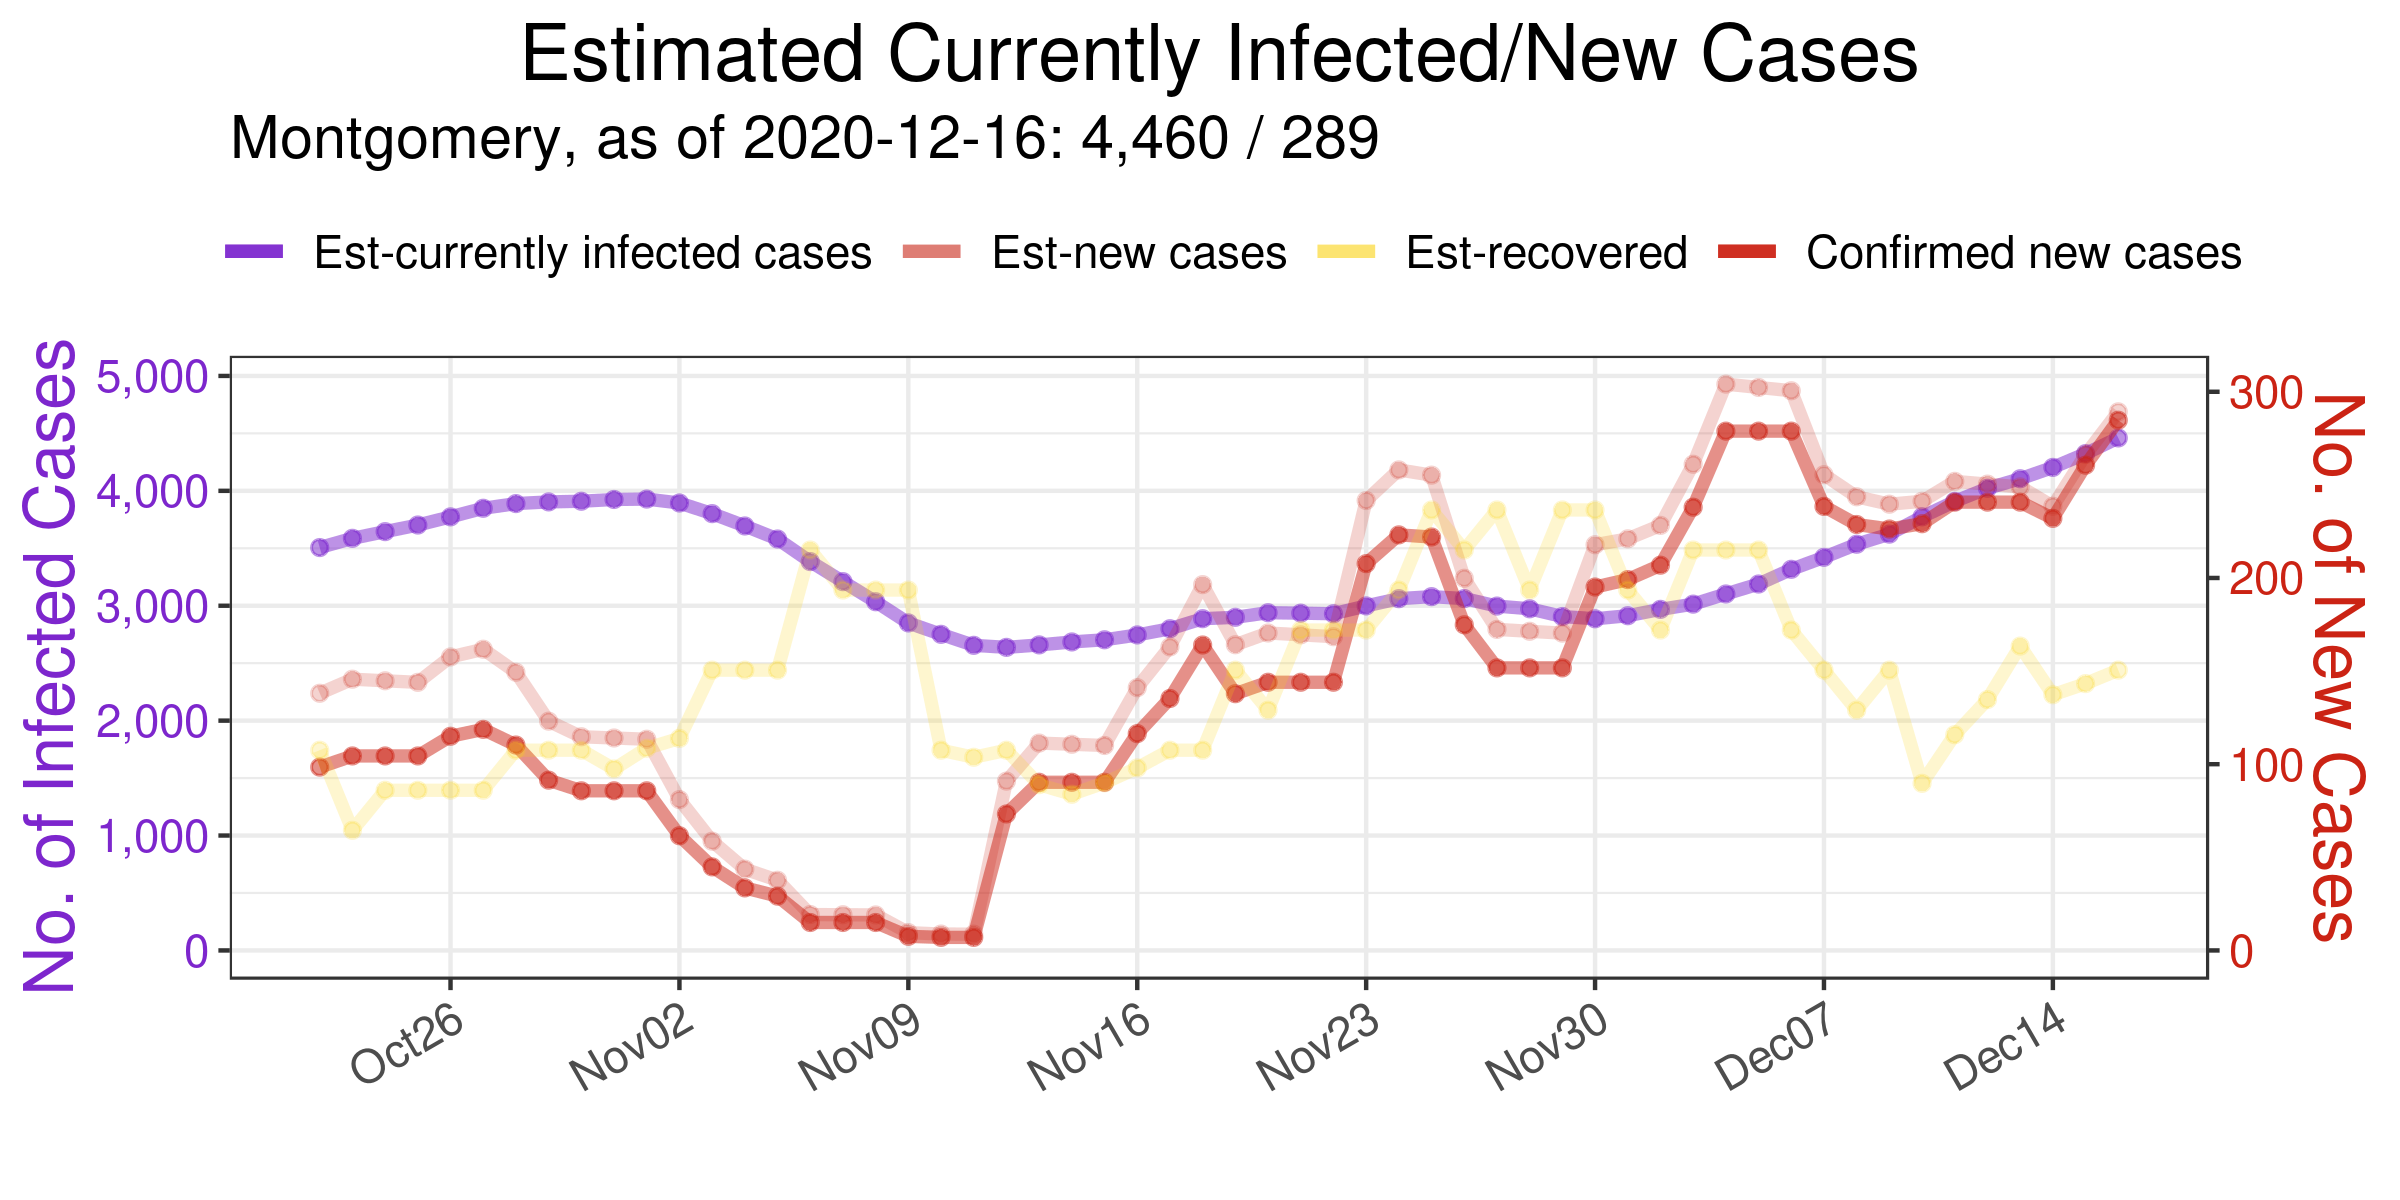 Estimated Currently Infected/New Cases
Montgomery, as of 2020-12-16: 4,460 / 289
Est-currently infected cases Est-new cases Est-recovered Confirmed new cases
No. of Infected Cases
5,000
4,000
3,000
2,000
1,000
0
300
200
100
0
No. of New Cases
Oct26 Nov02 Nov09 Nov16 Nov23 Nov30 Dec07 Dec14